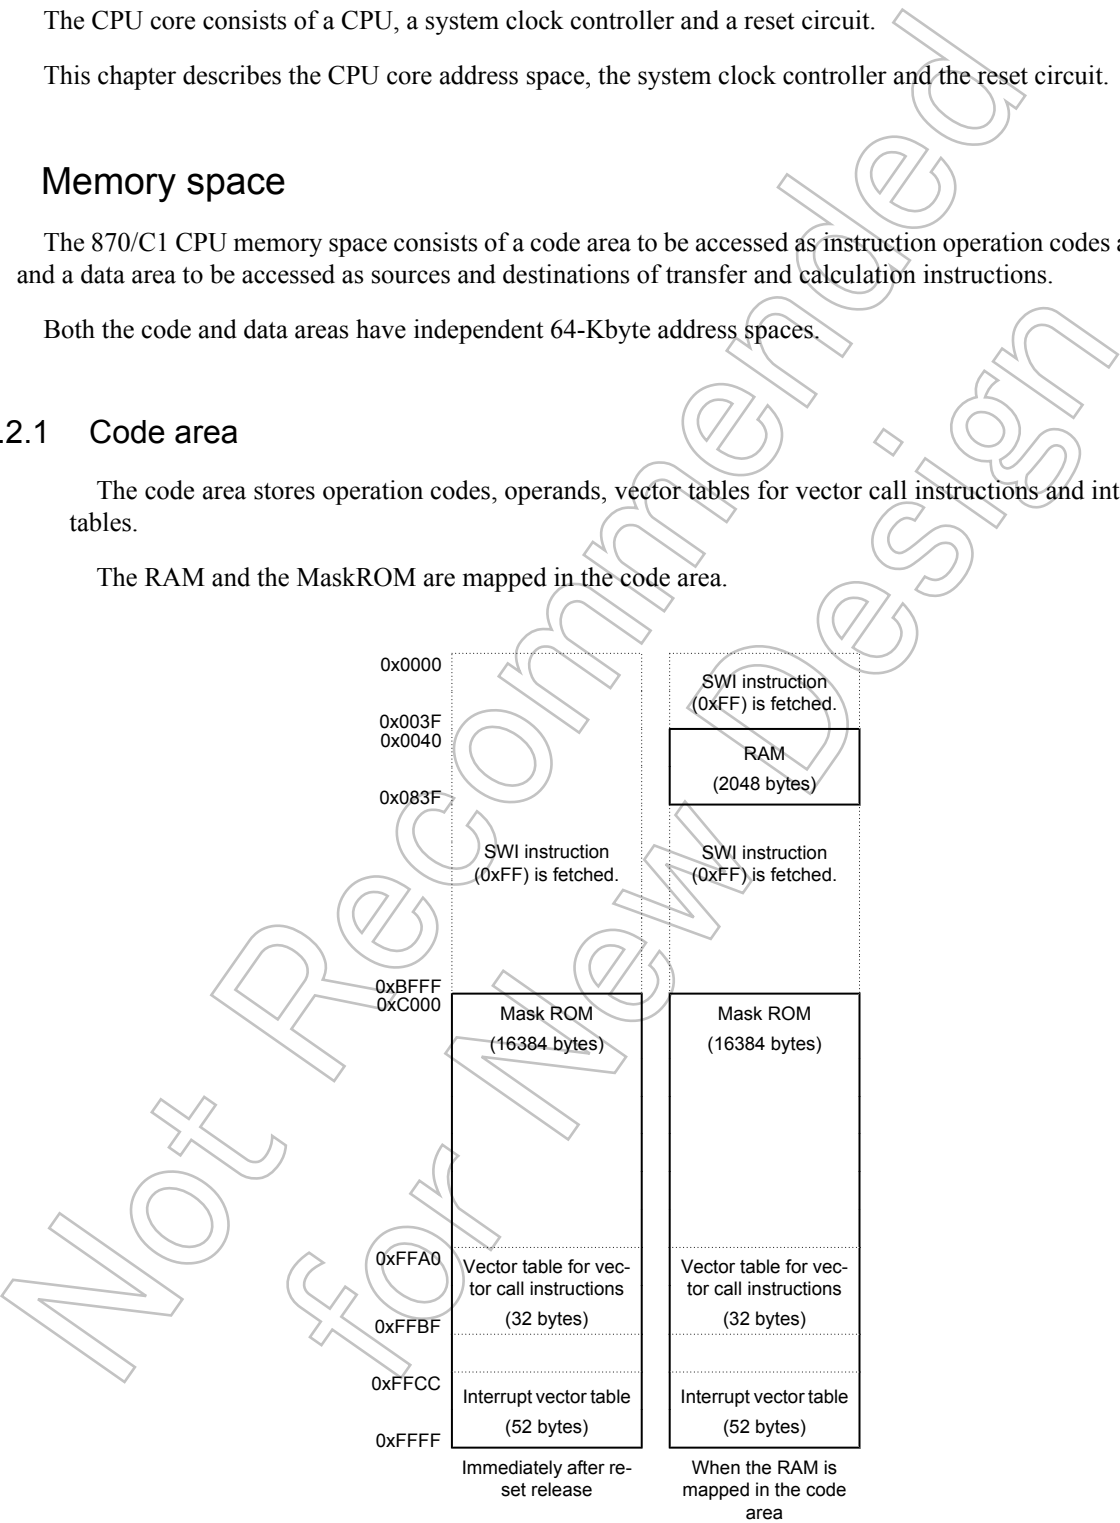 The CPU core consists of a CPU, a system clock controller and a reset circuit.
This chapter describes the CPU core address space, the system clock controller and the reset circuit.
Memory space
The 870/C1 CPU memory space consists of a code area to be accessed as instruction operation codes a
and a data area to be accessed as sources and destinations of transfer and calculation instructions.
Both the code and data areas have independent 64-Kbyte address spaces.
.2.1 Code area
The code area stores operation codes, operands, vector tables for vector call instructions and int
tables.
The RAM and the MaskROM are mapped in the code area.
0x0000
SWI instruction
(0xFF) is fetched.
0x003F
0x0040
RAM
(2048 bytes)
0x083F
SWI instruction
(0xFF) is fetched.
SWI instruction
(0xFF) is fetched.
0xBFFF
0xC000
Mask ROM
(16384 bytes)
Mask ROM
(16384 bytes)
0xFFA0
Vector table for vec-
tor call instructions
(32 bytes)
Vector table for vec-
tor call instructions
(32 bytes)
0xFFBF
0xFFCC
Interrupt vector table
(52 bytes)
Interrupt vector table
(52 bytes)
0xFFFF
Immediately after re-
set release
When the RAM is
mapped in the code
area
Not Recommended
for New Design